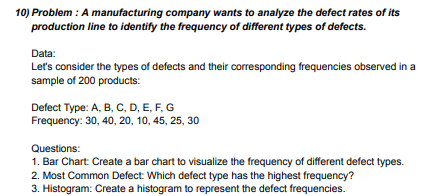 10) Problem : A manufacturing company wants to analyze the defect rates of its
production line to identify the frequency of different types of defects.
Data:
Let's consider the types of defects and their corresponding frequencies observed in a
sample of 200 products:
Defect Type: A, B, C, D, E, F, G
Frequency: 30, 40, 20, 10, 45, 25, 30
Questions:
1. Bar Chart: Create a bar chart to visualize the frequency of different defect types.
2. Most Common Defect: Which defect type has the highest frequency?
3. Histogram: Create a histogram to represent the defect frequencies.